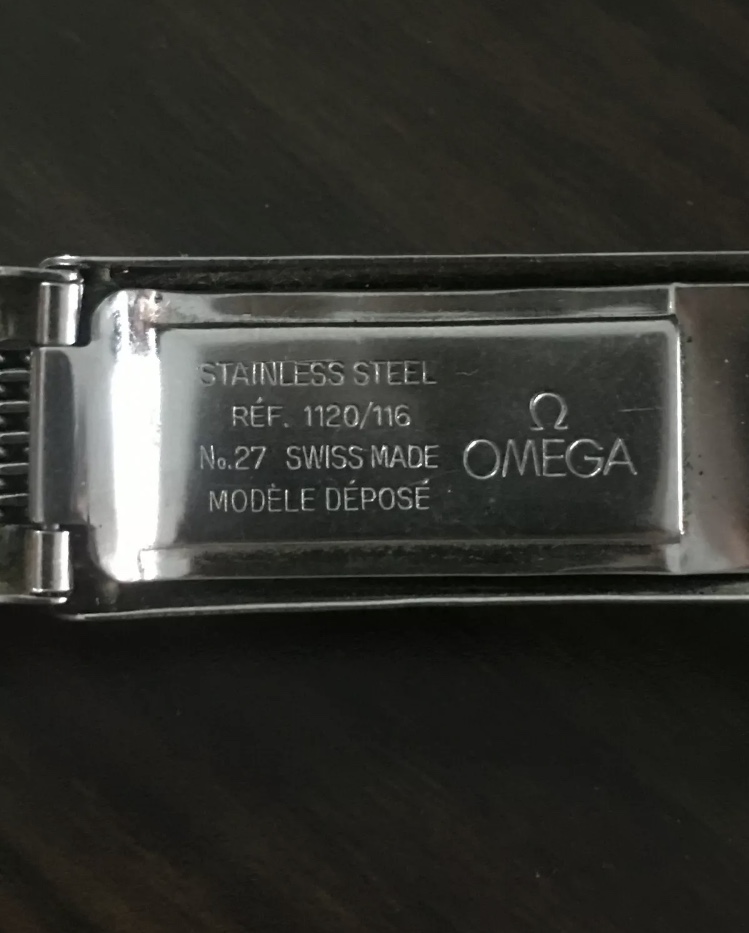 STAINLESS STEEL
RÉF. 1120/116
No.27 SWISS MADE
MODÈLE DÉPOSÉ
Ω
OMEGA